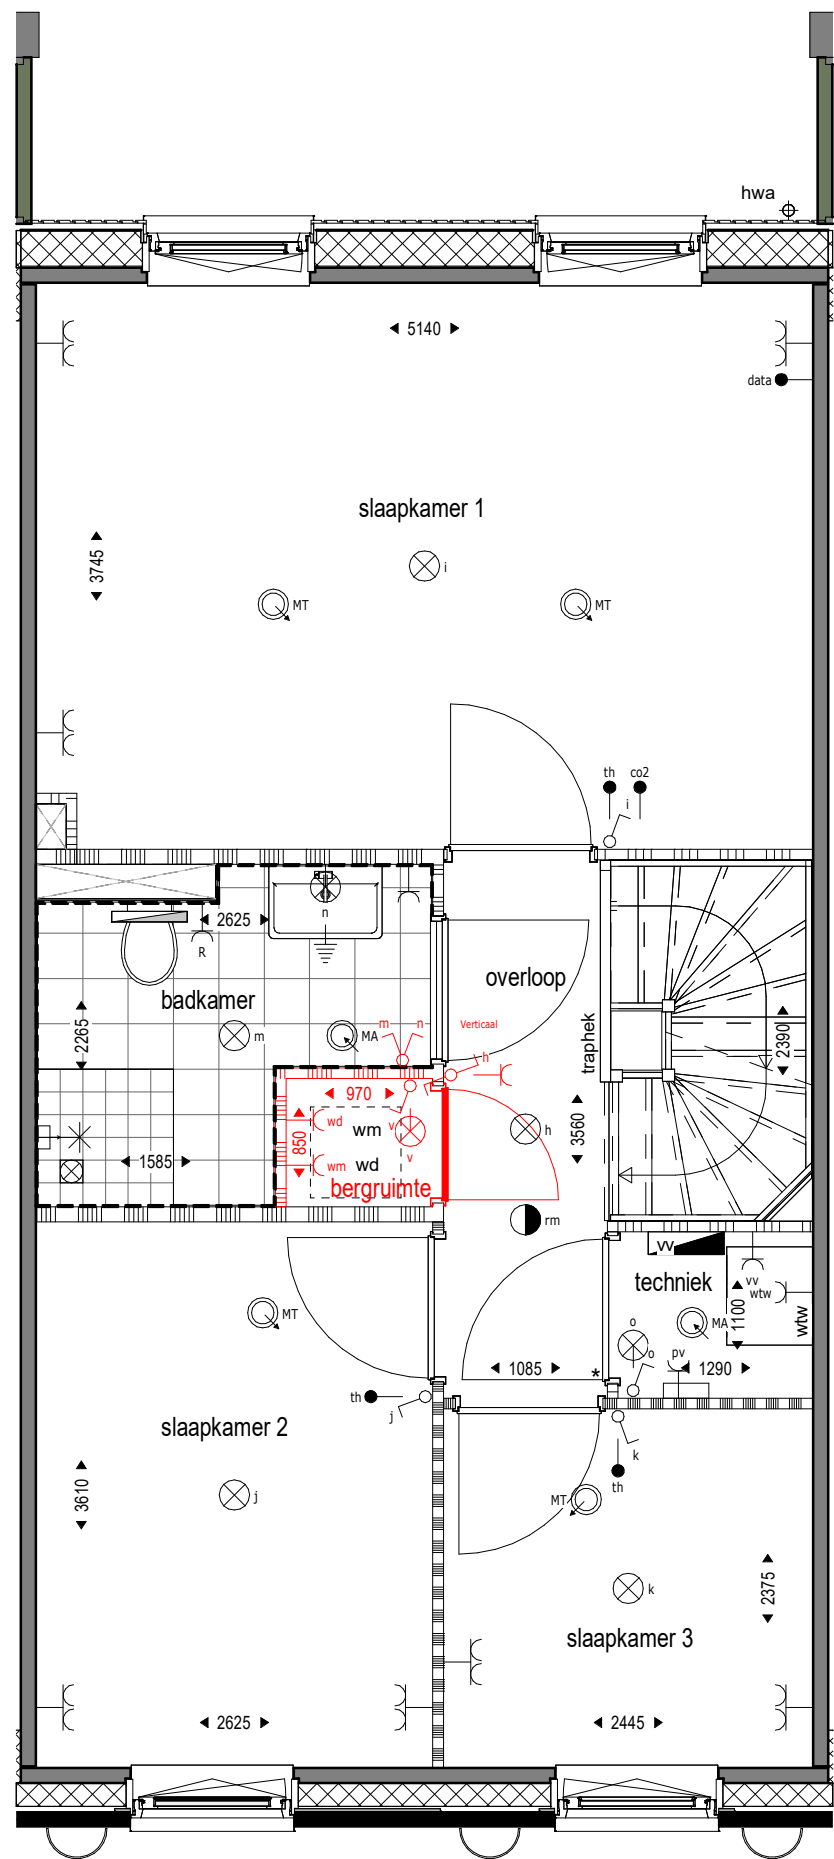 hwa
5140
data
slaapkamer 1
3745
i
MT
MT
th
co2
i
2625
n
R
badkamer
overloop
2265
m
MA
m
n
Verticaal
h
traphek
2390
970
v
wd
wm
850
v
h
3560
1585
wm
wd
bergruimte
rm
vv
techniek
vv
wtw
wtw
MT
o
MA
1100
o
pv
1085
*
1290
th
j
slaapkamer 2
k
th
3610
j
MT
k
2375
slaapkamer 3
2625
2445